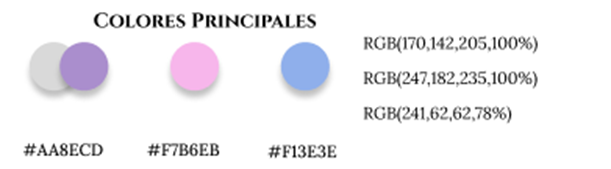 Colores Principales
RGB(170,142,205,100%)
RGB(247,182,235,100%)
RGB(241,62,62,78%)
#AA8ECD
#F7B6EB
#F13E3E